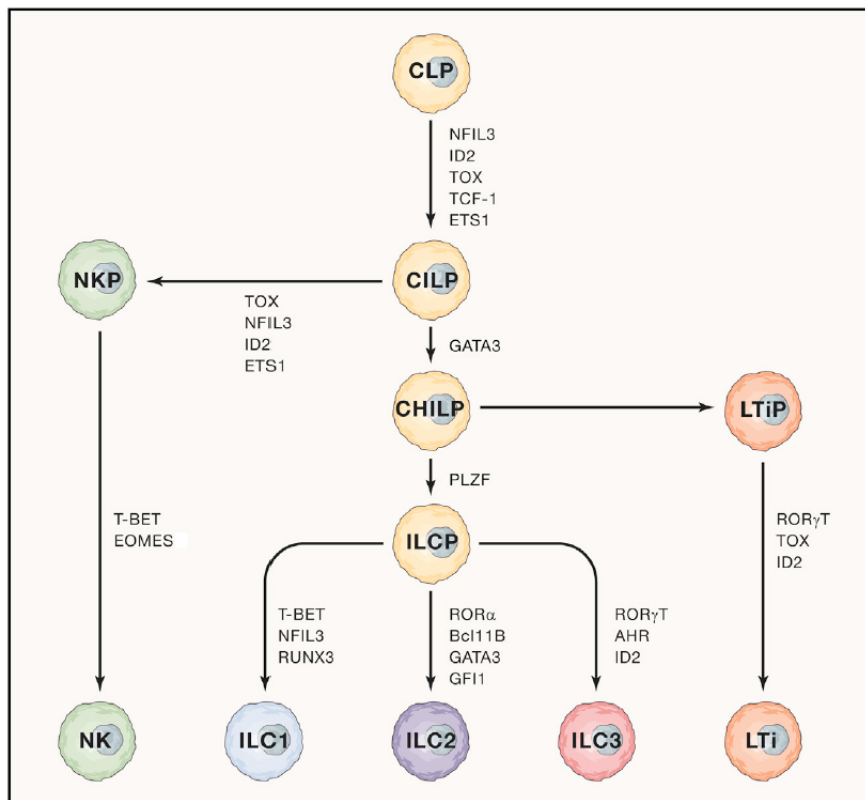 CLP
NFIL3
ID2
TOX
TCF-1
ETS1
NKP
CILP
TOX
NFIL3
ID2
ETS1
GATA3
CHILP
LTiP
PLZF
T-BET
EOMES
ILCP
RORγT
TOX
ID2
T-BET
NFIL3
RUNX3
RORα
Bcl11B
GATA3
GFI1
RORγT
AHR
ID2
NK
ILC1
ILC2
ILC3
LTi